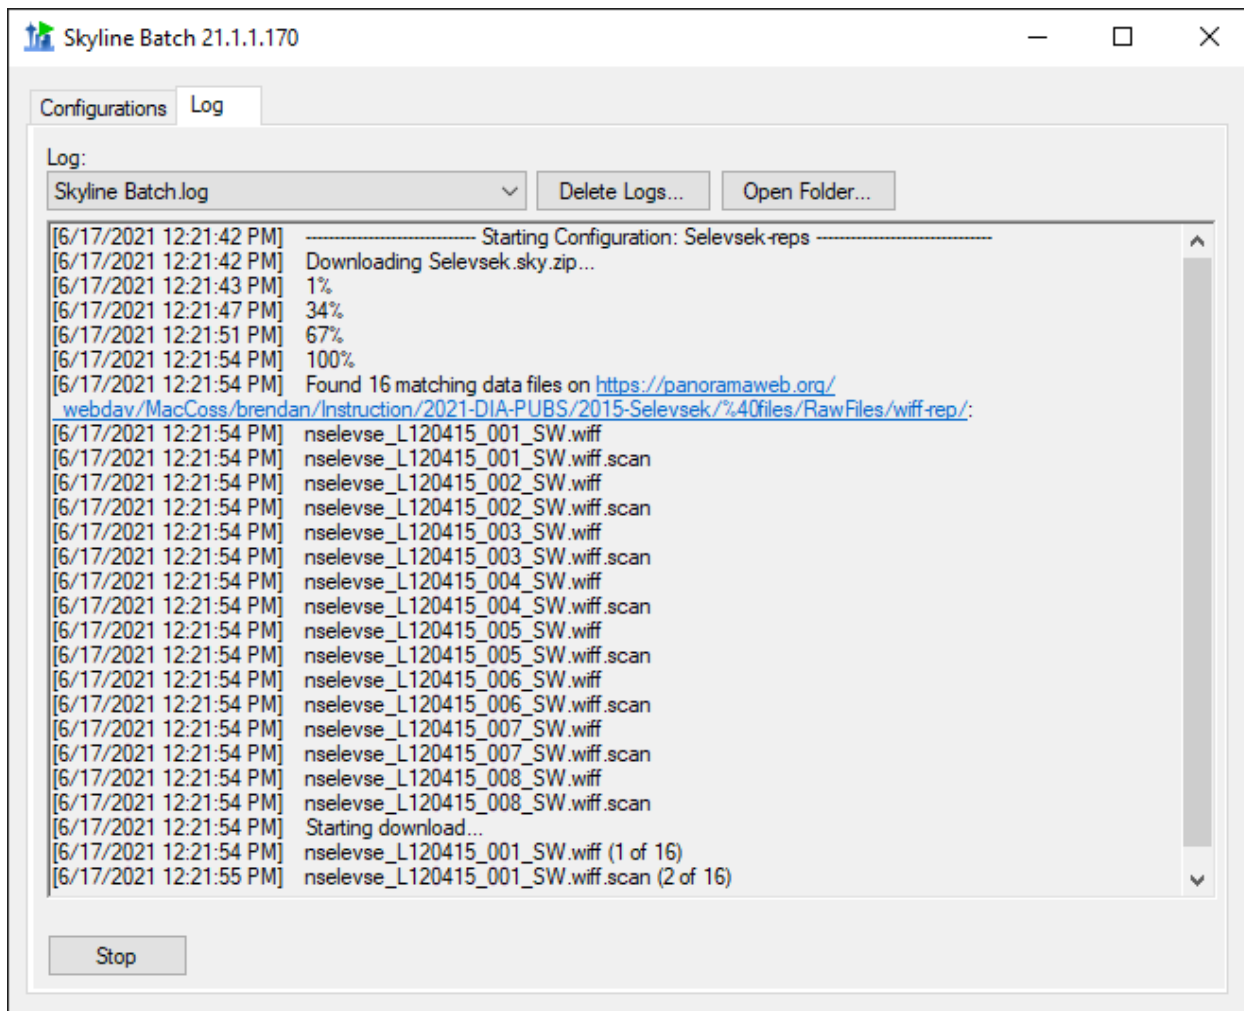 Skyline Batch 21.1.1.170
Configurations
Log
Log:
Skyline Batch.log
Delete Logs...
Open Folder...
[6/17/2021 12:21:42 PM] ------------------------------ Starting Configuration: Selevsek-reps ------------------------------
[6/17/2021 12:21:42 PM] Downloading Selevsek.sky.zip...
[6/17/2021 12:21:43 PM] 1%
[6/17/2021 12:21:47 PM] 34%
[6/17/2021 12:21:51 PM] 67%
[6/17/2021 12:21:54 PM] 100%
[6/17/2021 12:21:54 PM] Found 16 matching data files on https://panoramaweb.org/
_webdav/MacCoss/brendan/Instruction/2021-DIA-PUBS/2015-Selevsek/%40files/RawFiles/wiff-rep/:
[6/17/2021 12:21:54 PM] nselevse_L120415_001_SW.wiff
[6/17/2021 12:21:54 PM] nselevse_L120415_001_SW.wiff.scan
[6/17/2021 12:21:54 PM] nselevse_L120415_002_SW.wiff
[6/17/2021 12:21:54 PM] nselevse_L120415_002_SW.wiff.scan
[6/17/2021 12:21:54 PM] nselevse_L120415_003_SW.wiff
[6/17/2021 12:21:54 PM] nselevse_L120415_003_SW.wiff.scan
[6/17/2021 12:21:54 PM] nselevse_L120415_004_SW.wiff
[6/17/2021 12:21:54 PM] nselevse_L120415_004_SW.wiff.scan
[6/17/2021 12:21:54 PM] nselevse_L120415_005_SW.wiff
[6/17/2021 12:21:54 PM] nselevse_L120415_005_SW.wiff.scan
[6/17/2021 12:21:54 PM] nselevse_L120415_006_SW.wiff
[6/17/2021 12:21:54 PM] nselevse_L120415_006_SW.wiff.scan
[6/17/2021 12:21:54 PM] nselevse_L120415_007_SW.wiff
[6/17/2021 12:21:54 PM] nselevse_L120415_007_SW.wiff.scan
[6/17/2021 12:21:54 PM] nselevse_L120415_008_SW.wiff
[6/17/2021 12:21:54 PM] nselevse_L120415_008_SW.wiff.scan
[6/17/2021 12:21:54 PM] Starting download...
[6/17/2021 12:21:54 PM] nselevse_L120415_001_SW.wiff (1 of 16)
[6/17/2021 12:21:55 PM] nselevse_L120415_001_SW.wiff.scan (2 of 16)
Stop